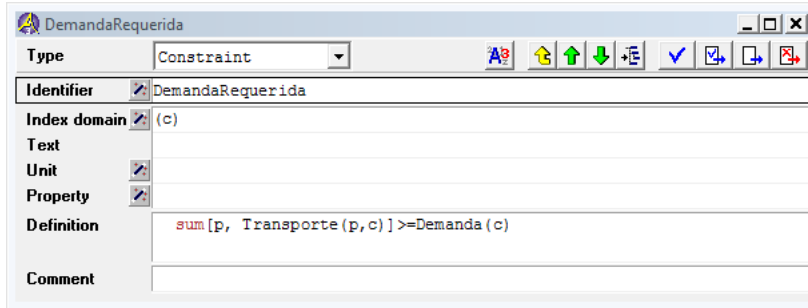 DemandaRequerida
Type Constraint
Identifier DemandaRequerida
Index domain (c)
Text
Unit
Property
Definition sum[p, Transporte(p,c)]>=Demanda(c)
Comment